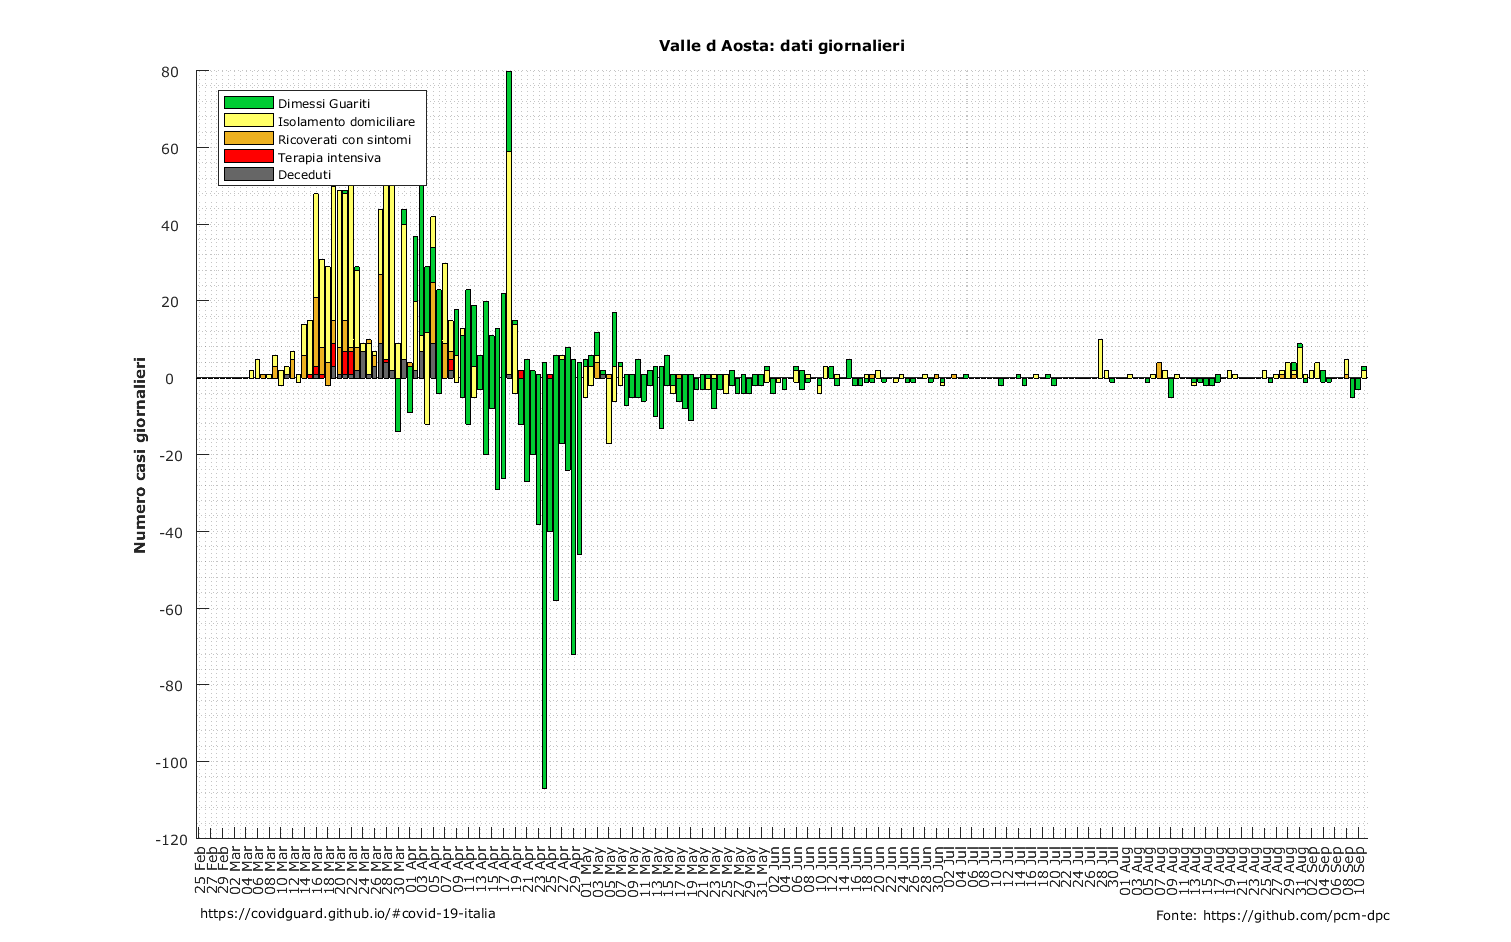 Valle d Aosta: dati giornalieri
Dimessi Guariti
Isolamento domiciliare
Ricoverati con sintomi
Terapia intensiva
Deceduti
Numero casi giornalieri
80
60
40
20
0
-20
-40
-60
-80
-100
-120
25 Feb
27 Feb
29 Feb
02 Mar
04 Mar
06 Mar
08 Mar
10 Mar
12 Mar
14 Mar
16 Mar
18 Mar
20 Mar
22 Mar
24 Mar
26 Mar
28 Mar
30 Mar
01 Apr
03 Apr
05 Apr
07 Apr
09 Apr
11 Apr
13 Apr
15 Apr
17 Apr
19 Apr
21 Apr
23 Apr
25 Apr
27 Apr
29 Apr
01 May
03 May
05 May
07 May
09 May
11 May
13 May
15 May
17 May
19 May
21 May
23 May
25 May
27 May
29 May
31 May
02 Jun
04 Jun
06 Jun
08 Jun
10 Jun
12 Jun
14 Jun
16 Jun
18 Jun
20 Jun
22 Jun
24 Jun
26 Jun
28 Jun
30 Jun
02 Jul
04 Jul
06 Jul
08 Jul
10 Jul
12 Jul
14 Jul
16 Jul
18 Jul
20 Jul
22 Jul
24 Jul
26 Jul
28 Jul
30 Jul
01 Aug
03 Aug
05 Aug
07 Aug
09 Aug
11 Aug
13 Aug
15 Aug
17 Aug
19 Aug
21 Aug
23 Aug
25 Aug
27 Aug
29 Aug
31 Aug
02 Sep
04 Sep
06 Sep
08 Sep
10 Sep
https://covidguard.github.io/#covid-19-italia
Fonte: https://github.com/pcm-dpc